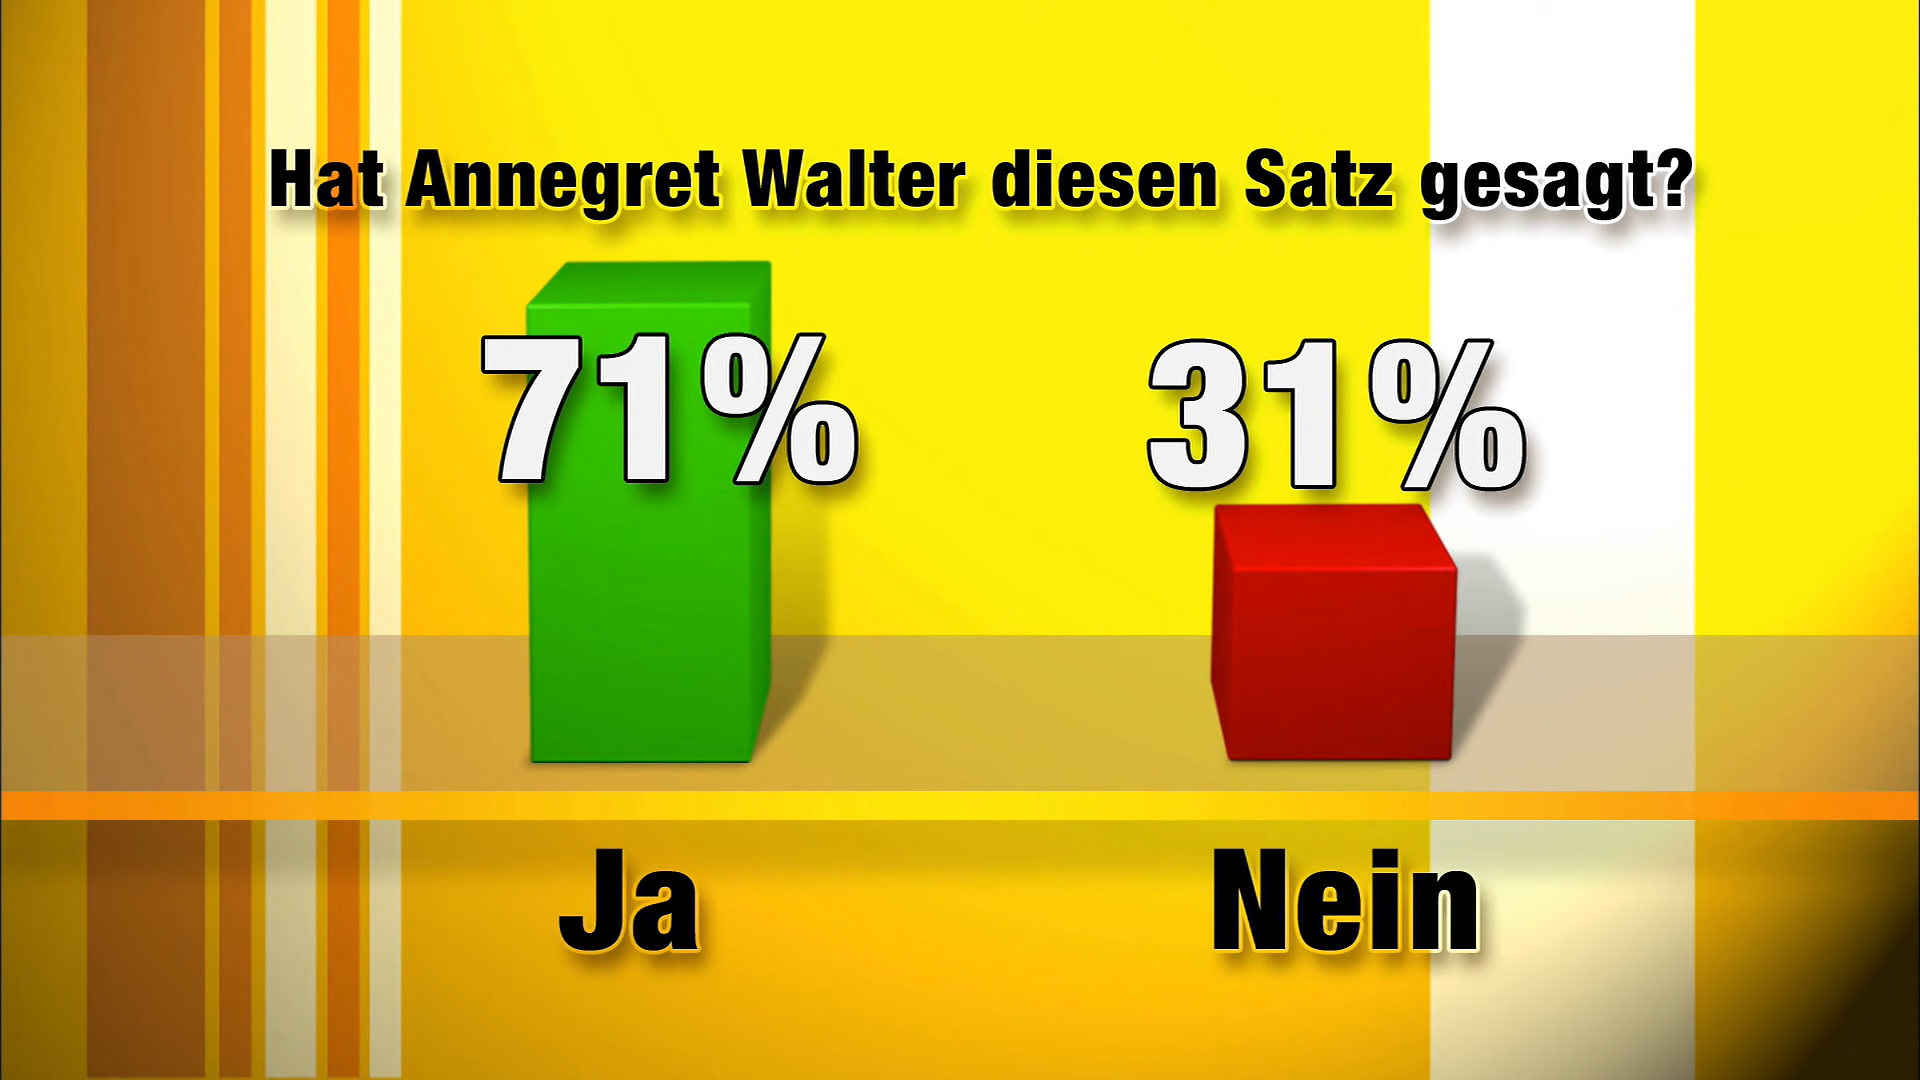 Hat Annegret Walter diesen Satz gesagt?
71% 31%
Ja Nein